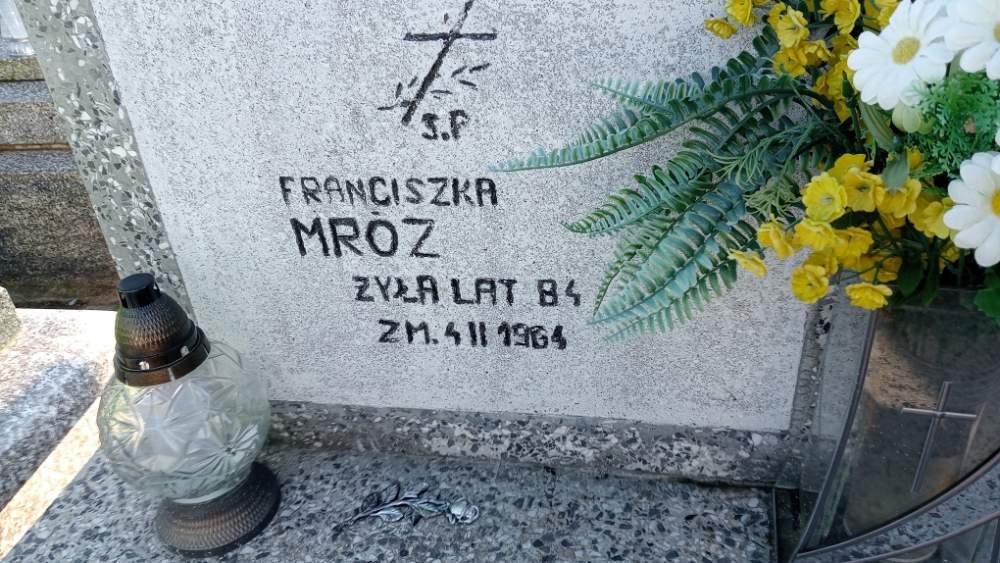 Ś.P
FRANCISZKA
MRÓZ
ŻYŁA LAT 84
ZM. 4 II 1964